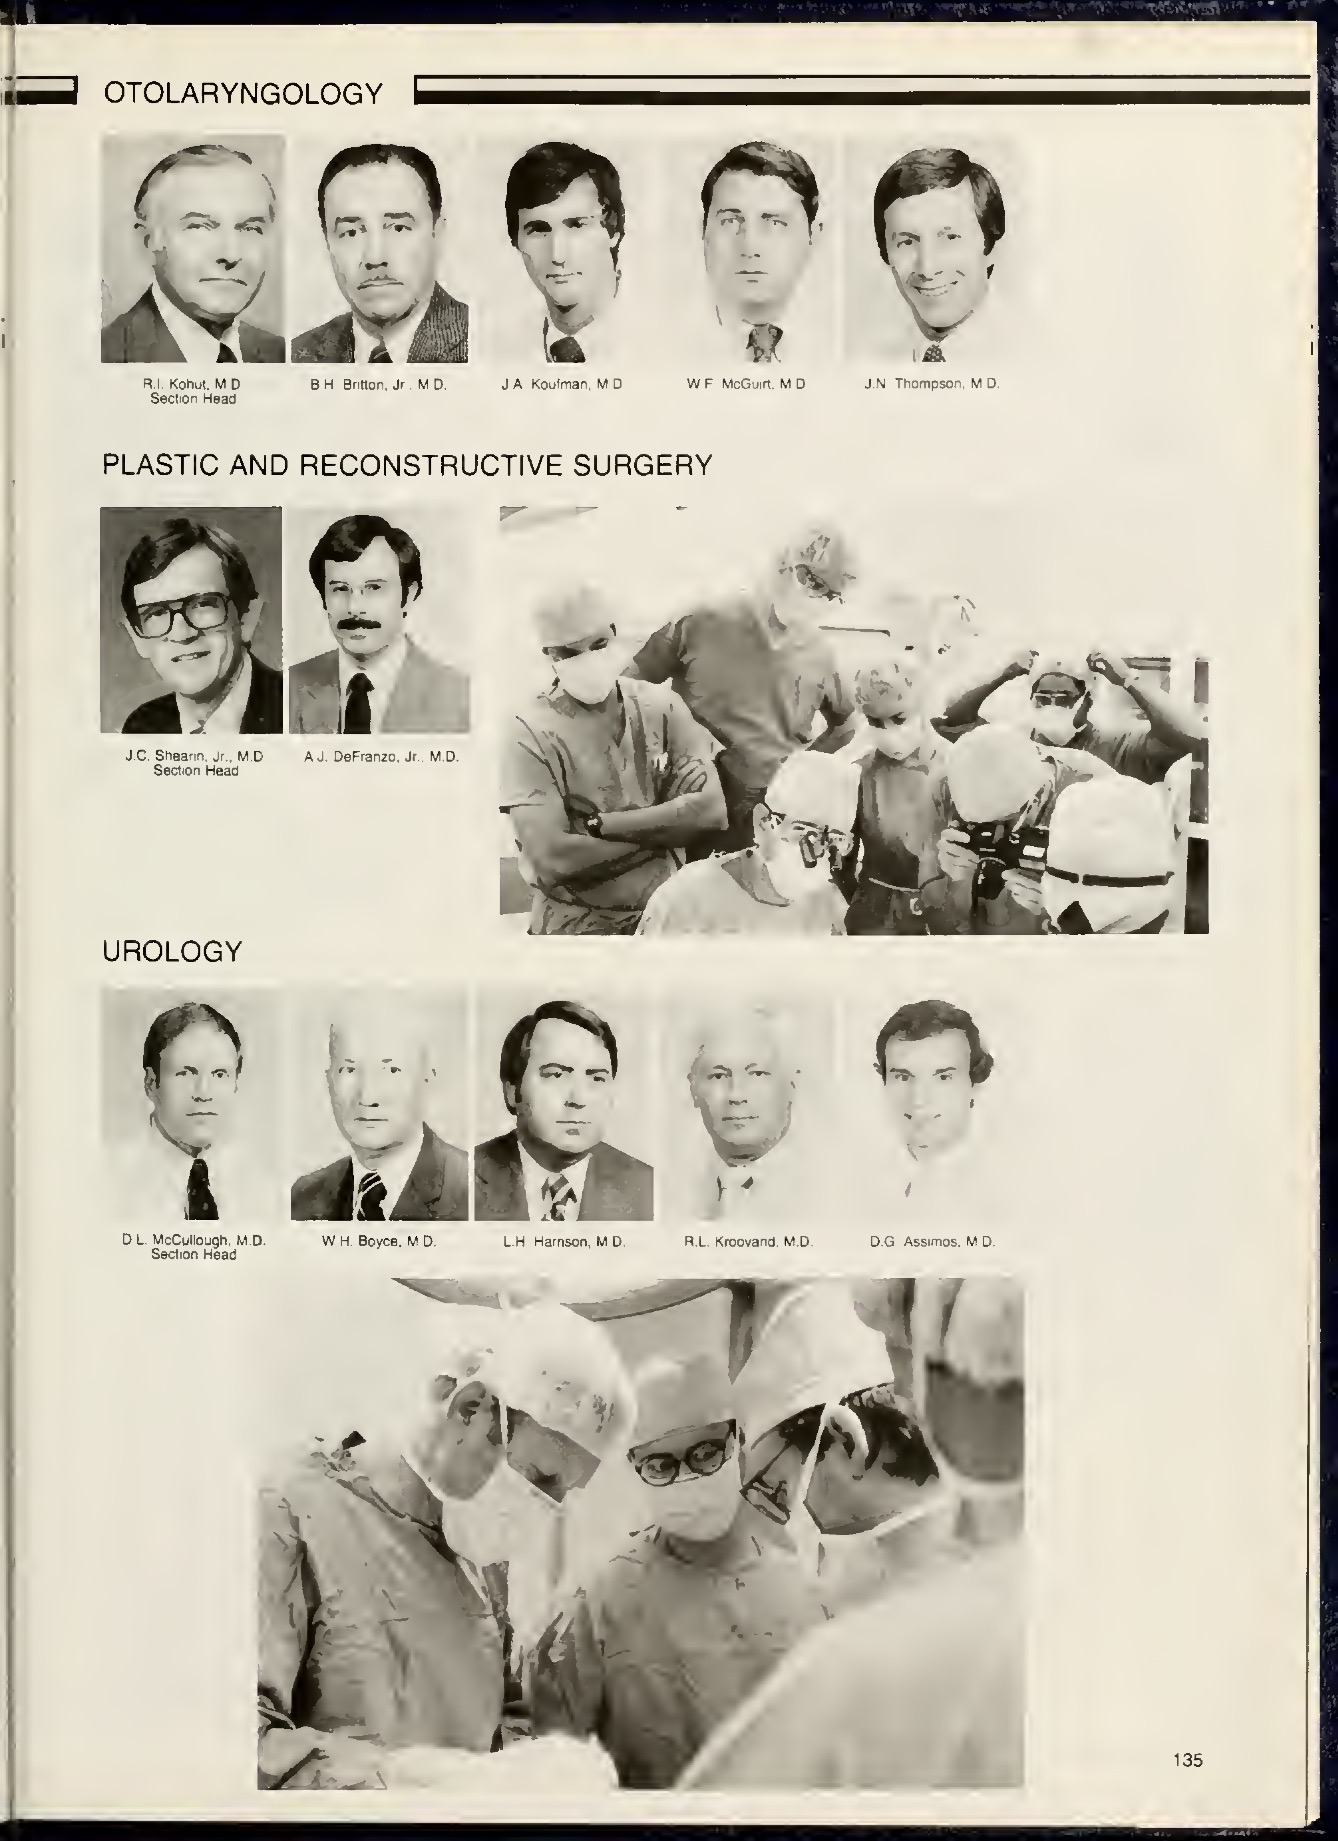 OTOLARYNGOLOGY
R.I. Kohut, M D
Section Head
B H Britton, Jr. M D.
J A Koufman, M D
W F McGuirt, M D
J.N Thompson, M D.
PLASTIC AND RECONSTRUCTIVE SURGERY
J.C. Shearin, Jr., M.D
Section Head
A J. DeFranzo, Jr., M.D.
UROLOGY
D L. McCullough, M.D.
Section Head
W H. Boyce, M D.
L.H Harrison, M D.
R.L. Kroovand, M.D.
D.G Assimos, M D.
135